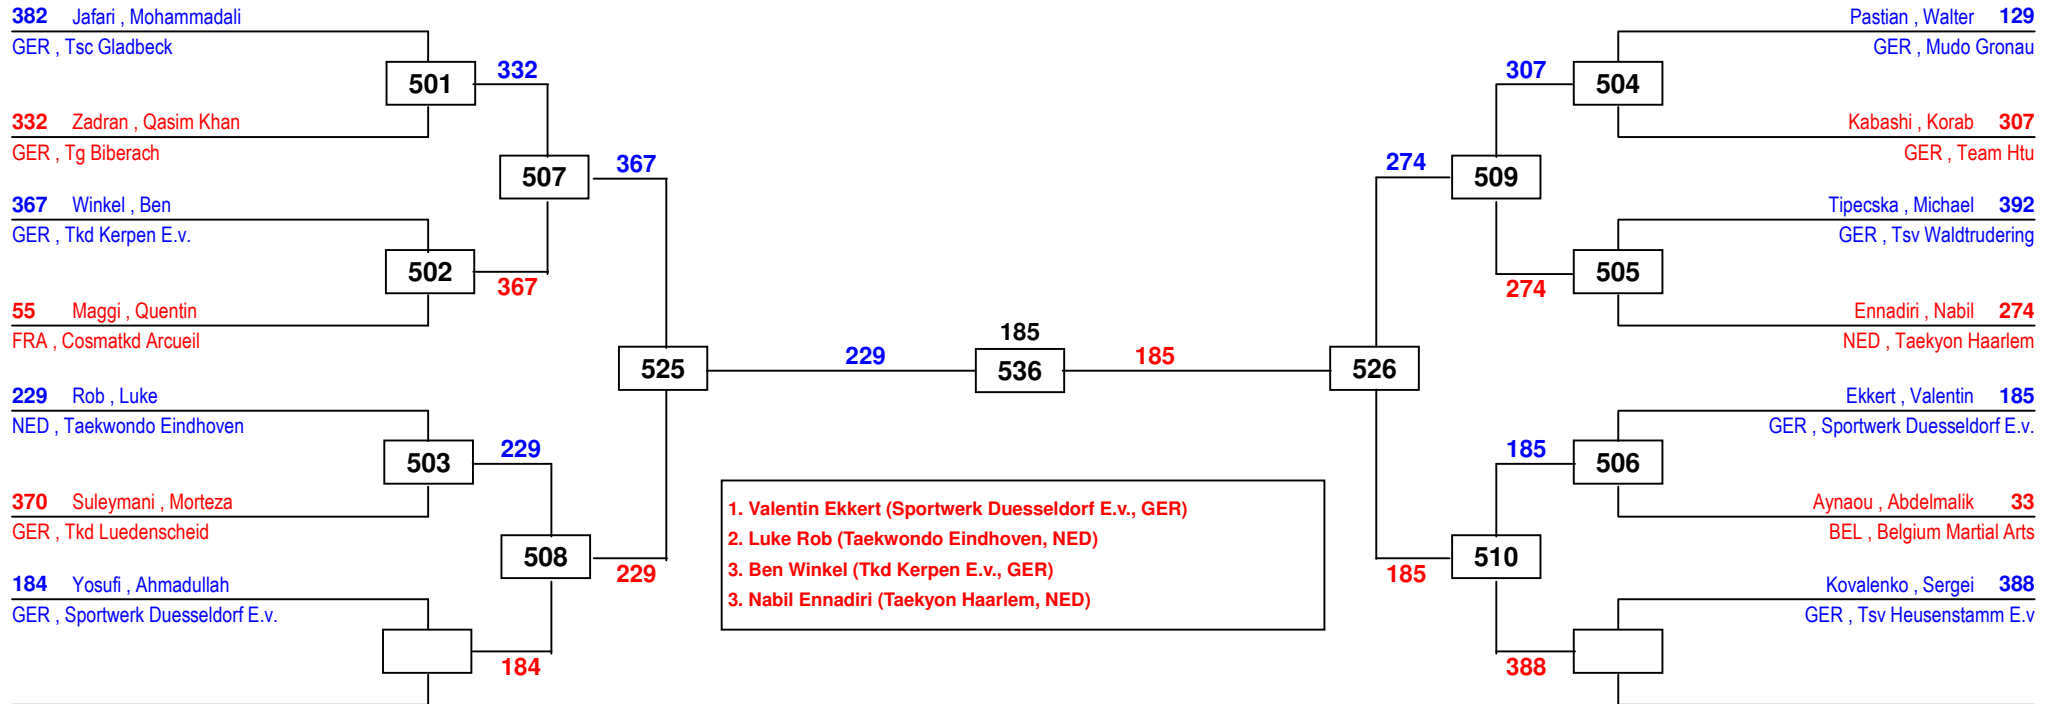 382 Jafari , Mohammadali
GER , Tsc Gladbeck
501
332
332 Zadran , Qasim Khan
GER , Tg Biberach
507
367
367 Winkel , Ben
GER , Tkd Kerpen E.v.
502
367
55 Maggi , Quentin
FRA , Cosmatkd Arcueil
525
229
229 Rob , Luke
NED , Taekwondo Eindhoven
503
229
370 Suleymani , Morteza
GER , Tkd Luedenscheid
508
229
184 Yosufi , Ahmadullah
GER , Sportwerk Duesseldorf E.v.
184
185
536
185
1. Valentin Ekkert (Sportwerk Duesseldorf E.v., GER)
2. Luke Rob (Taekwondo Eindhoven, NED)
3. Ben Winkel (Tkd Kerpen E.v., GER)
3. Nabil Ennadiri (Taekyon Haarlem, NED)
Pastian , Walter 129
GER , Mudo Gronau
307
504
Kabashi , Korab 307
GER , Team Htu
274
509
Tipecska , Michael 392
GER , Tsv Waldtrudering
505
274
Ennadiri , Nabil 274
NED , Taekyon Haarlem
526
Ekkert , Valentin 185
GER , Sportwerk Duesseldorf E.v.
185
506
Aynaou , Abdelmalik 33
BEL , Belgium Martial Arts
510
185
Kovalenko , Sergei 388
GER , Tsv Heusenstamm E.v
388